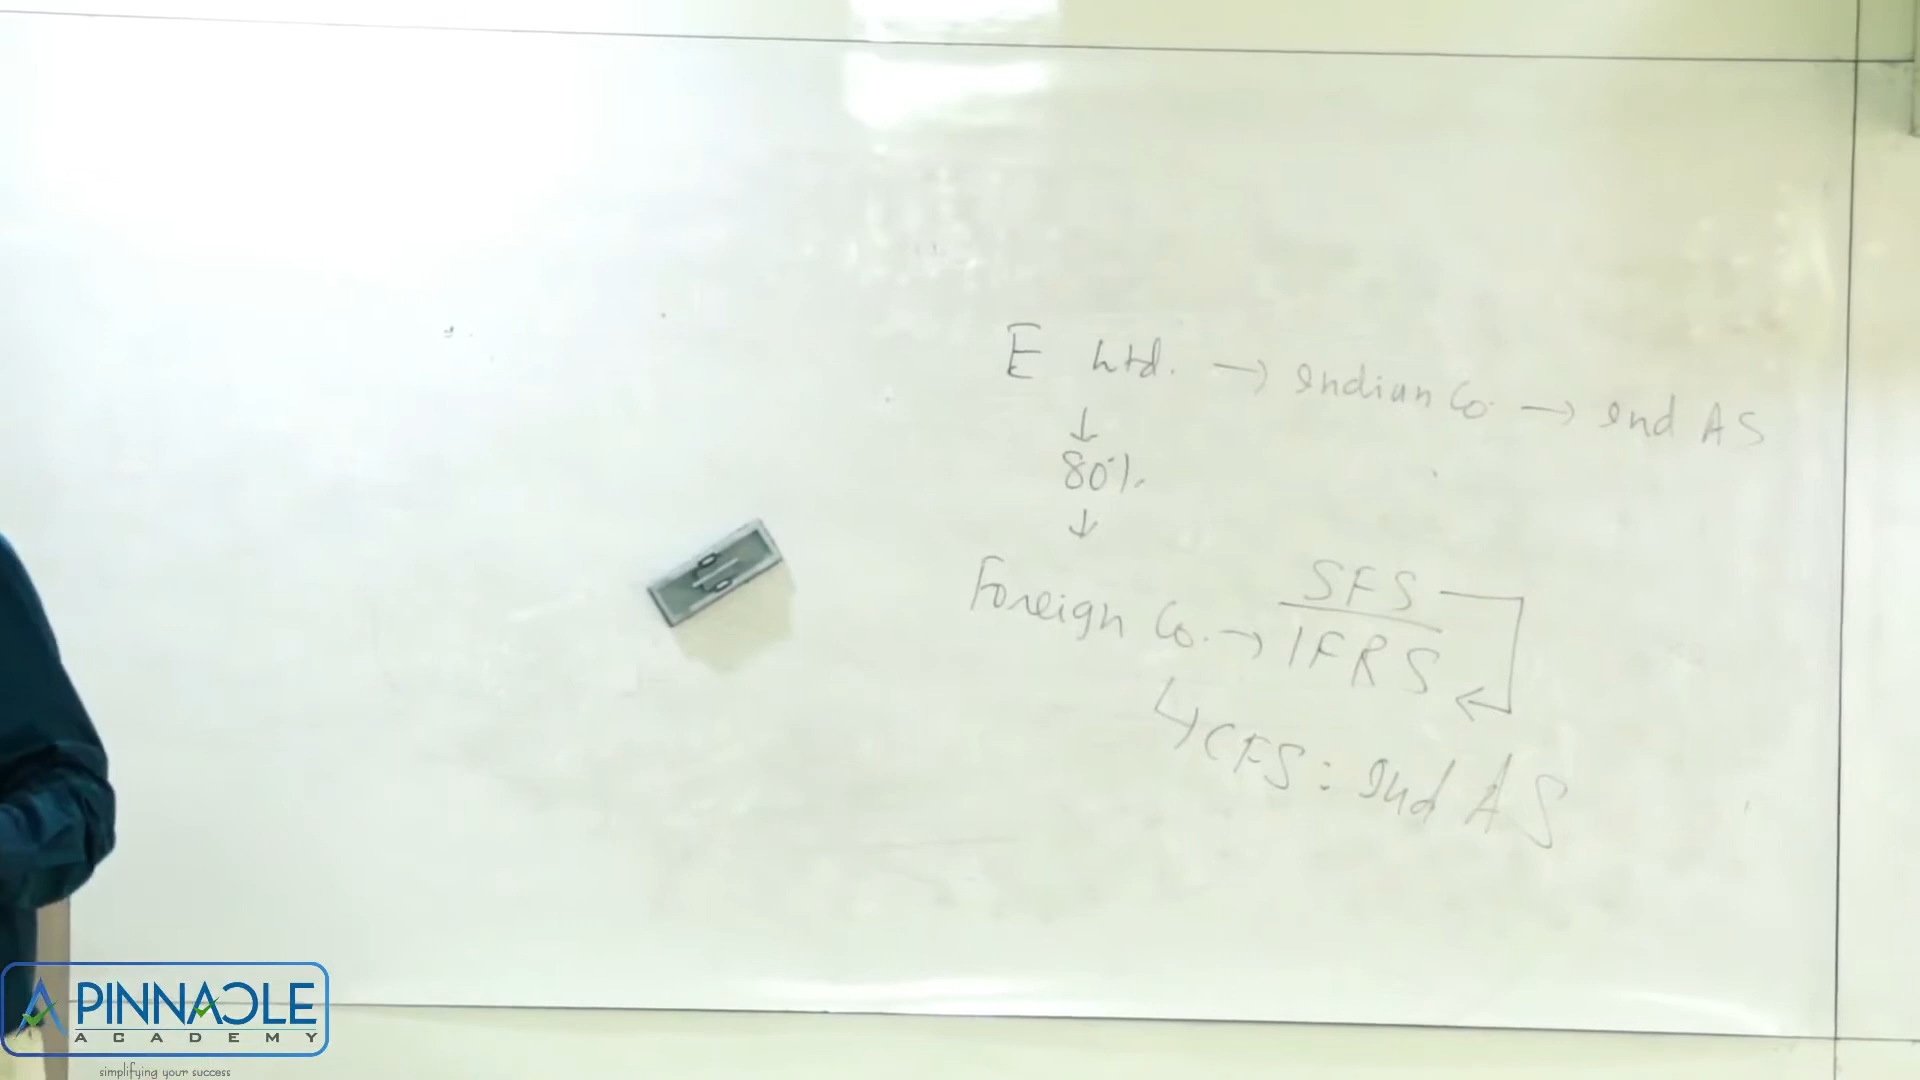 E Ltd. → Indian Co. → Ind AS
↓
80%
↓
Foreign Co. → SFS
IFRS
↳ CFS : Ind AS
PINNACLE
ACADEMY
simplifying your success